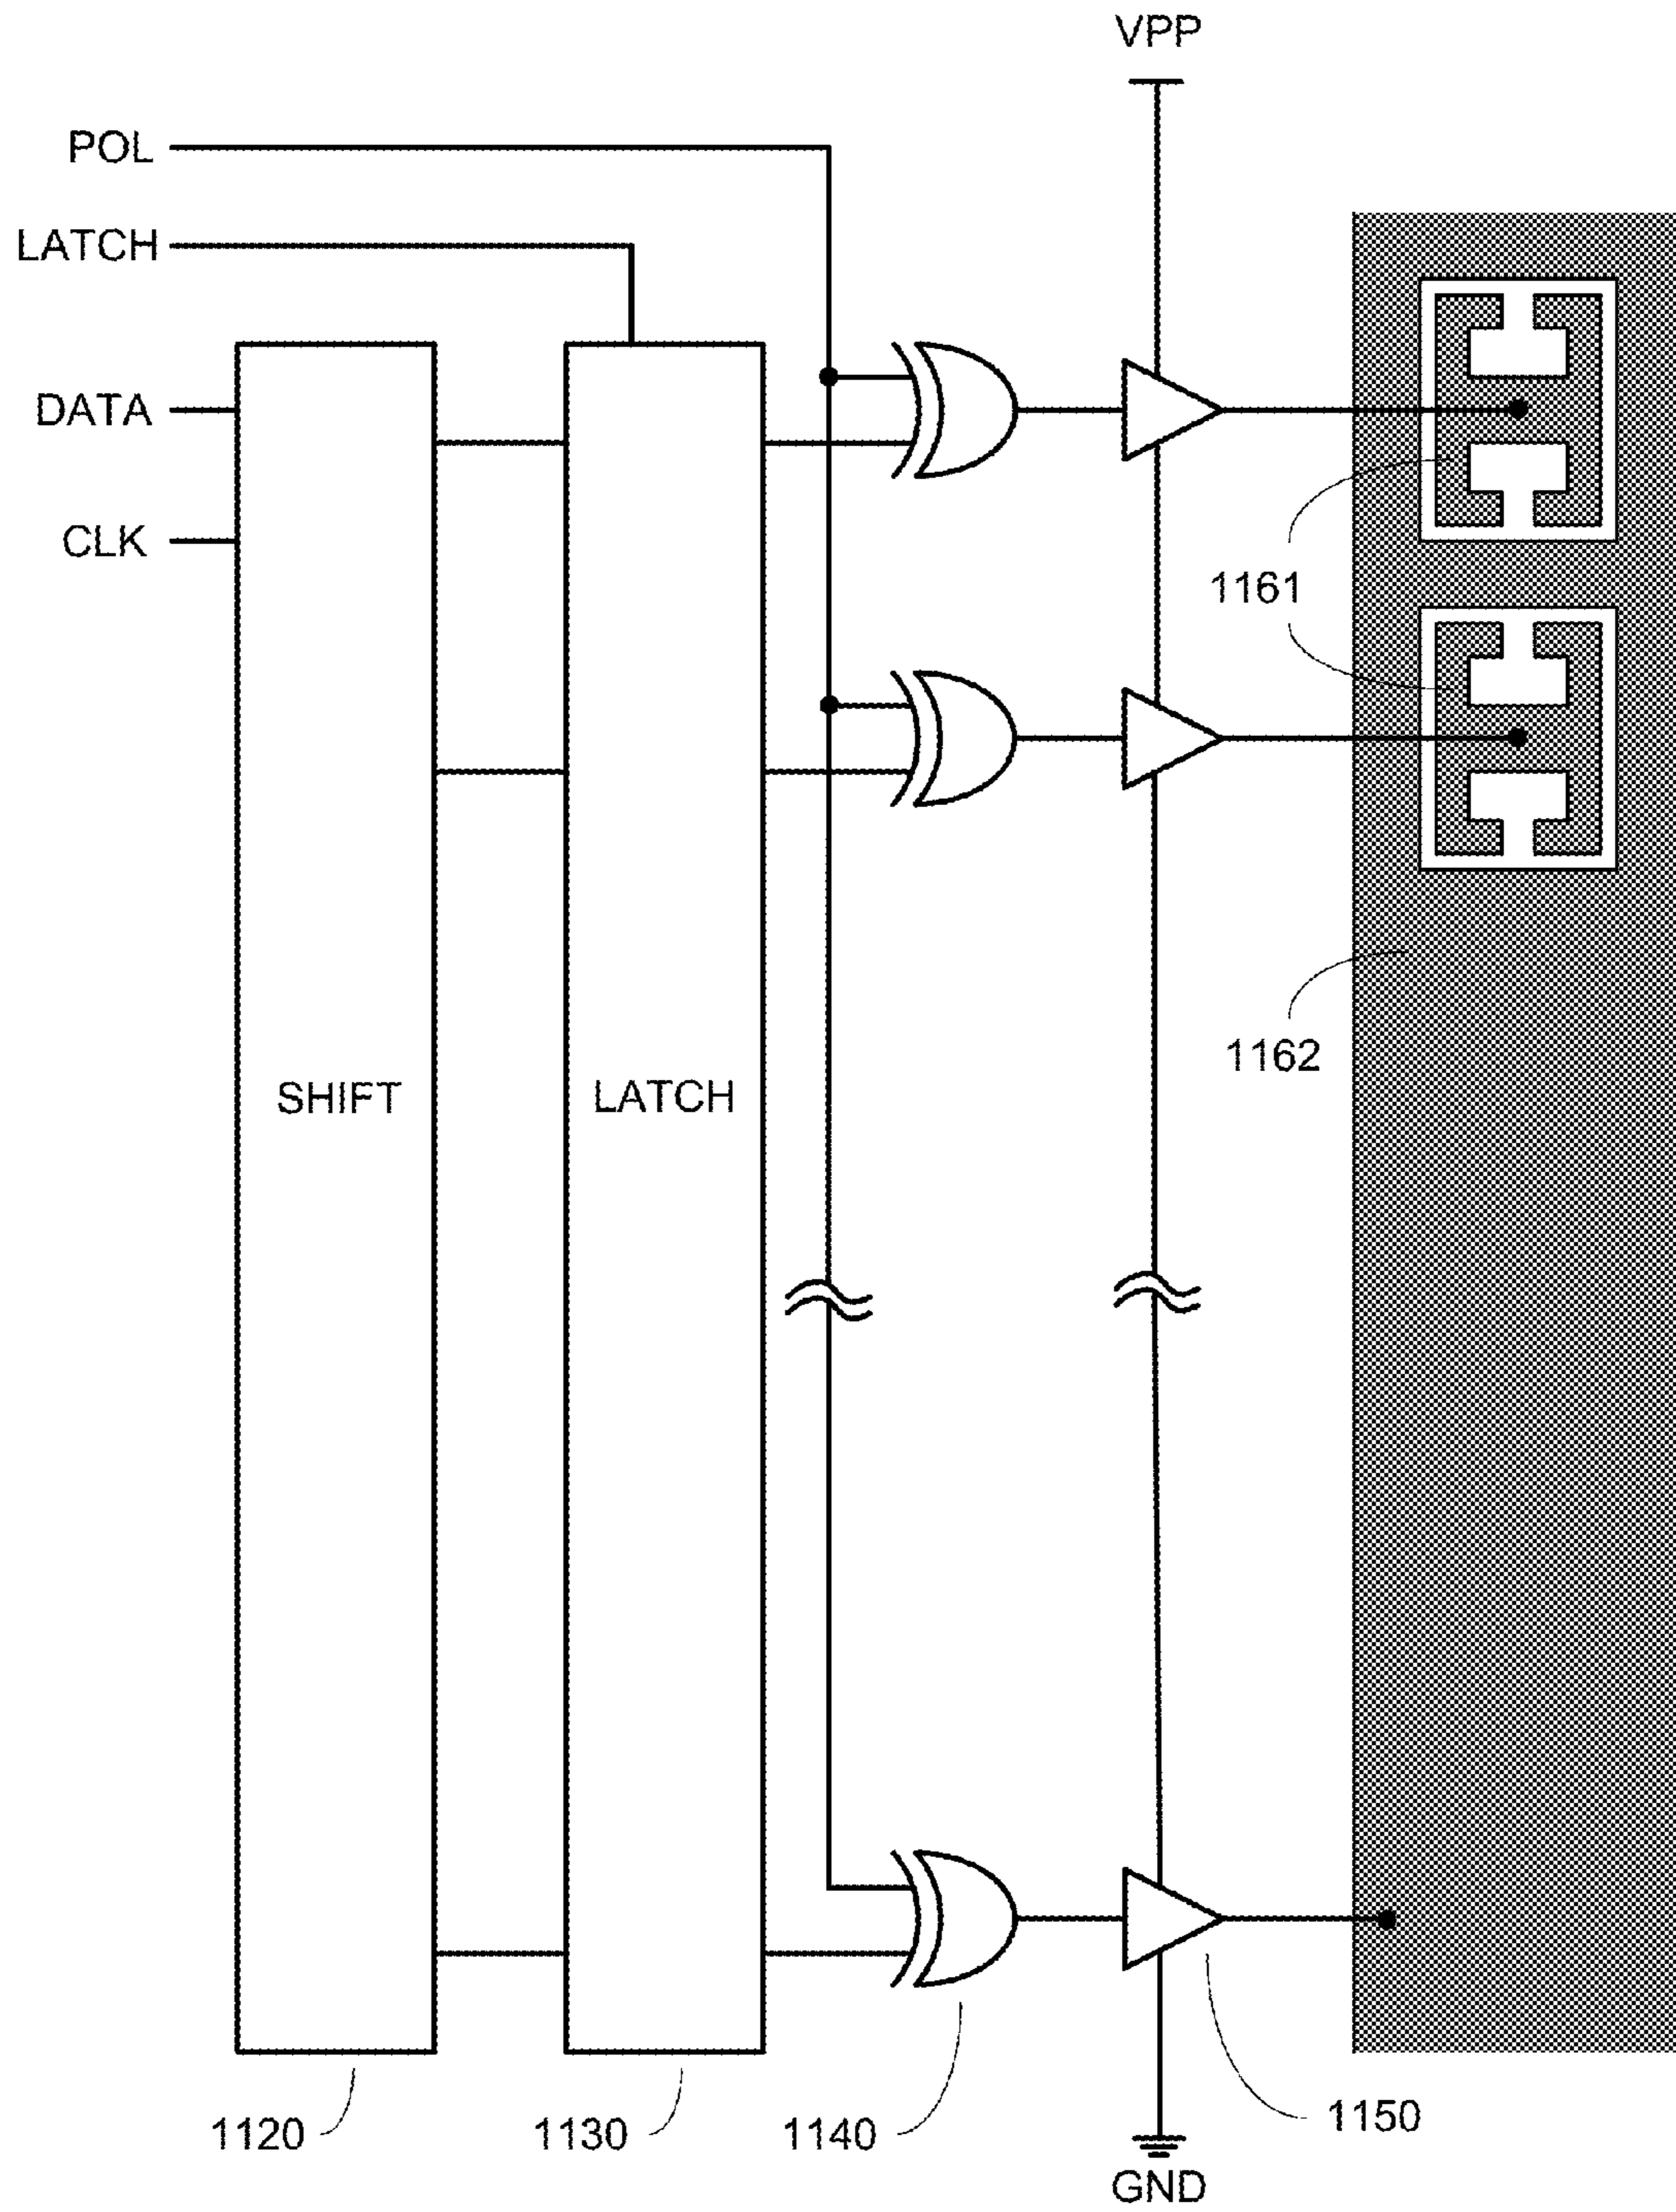 VPP
POL
LATCH
DATA
CLK
1161
1162
SHIFT
LATCH
1120
1130
1140
1150
GND